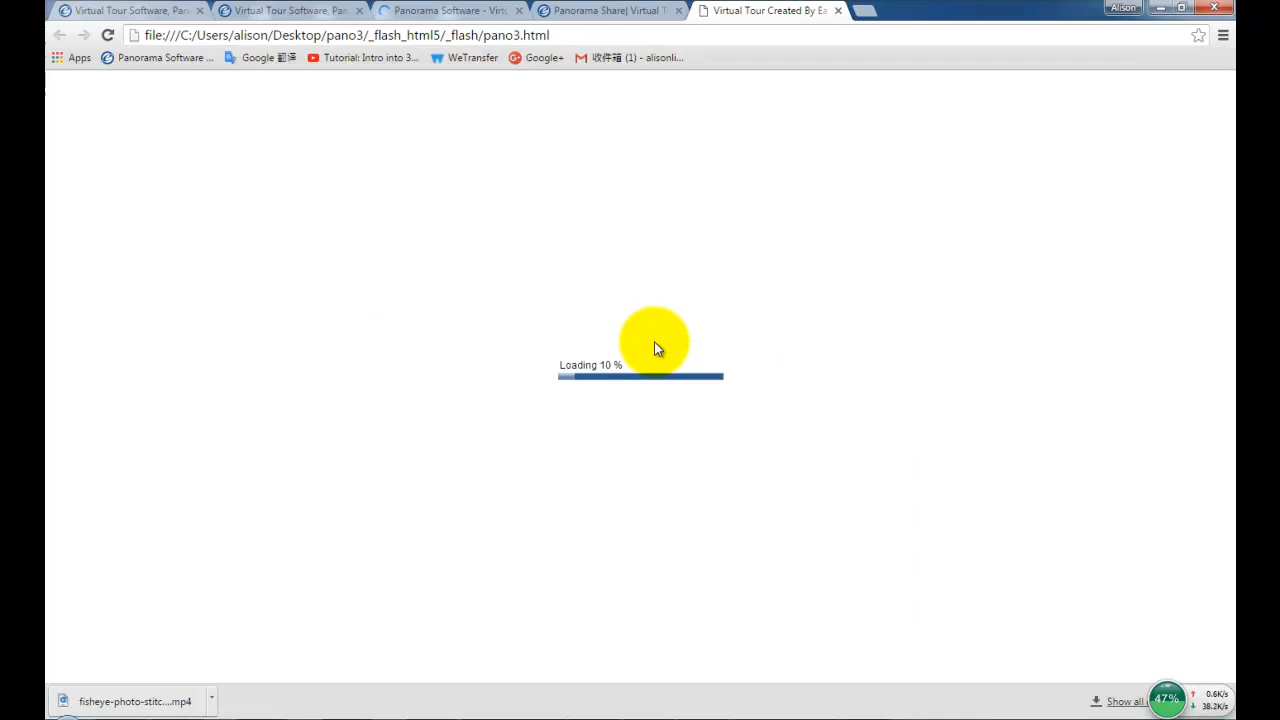 Virtual Tour Software, Pan
Virtual Tour Software, Pan
Panorama Software - Virt
Panorama Share| Virtual T
Virtual Tour Created By Ea
Alison
file:///C:/Users/alison/Desktop/pano3/_flash_html5/_flash/pano3.html
Apps
Panorama Software ...
Google 翻译
Tutorial: Intro into 3...
WeTransfer
Google+
收件箱 (1) - alisonli...
Loading 10 %
fisheye-photo-stitc....mp4
Show all
47%
0.6K/s
38.2K/s